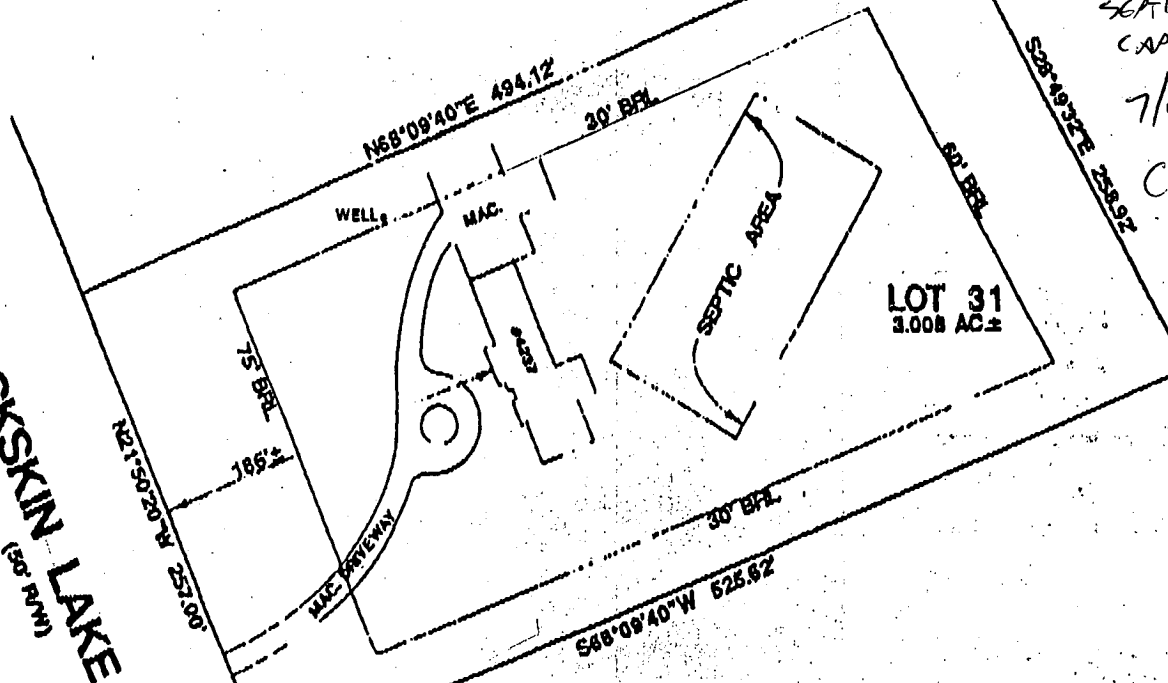 N68°09'40"E 494.12'
30' BRL
S28°49'32"E 258.92'
60' BRL
WELL
MAC.
SEPTIC AREA
LOT 31
3.008 AC.±
#4297
75' BRL
186'±
N21°50'20"W 257.00'
MAC. DRIVEWAY
30' BRL
S68°09'40"W 525.62'
LAKE
(50' R/W)